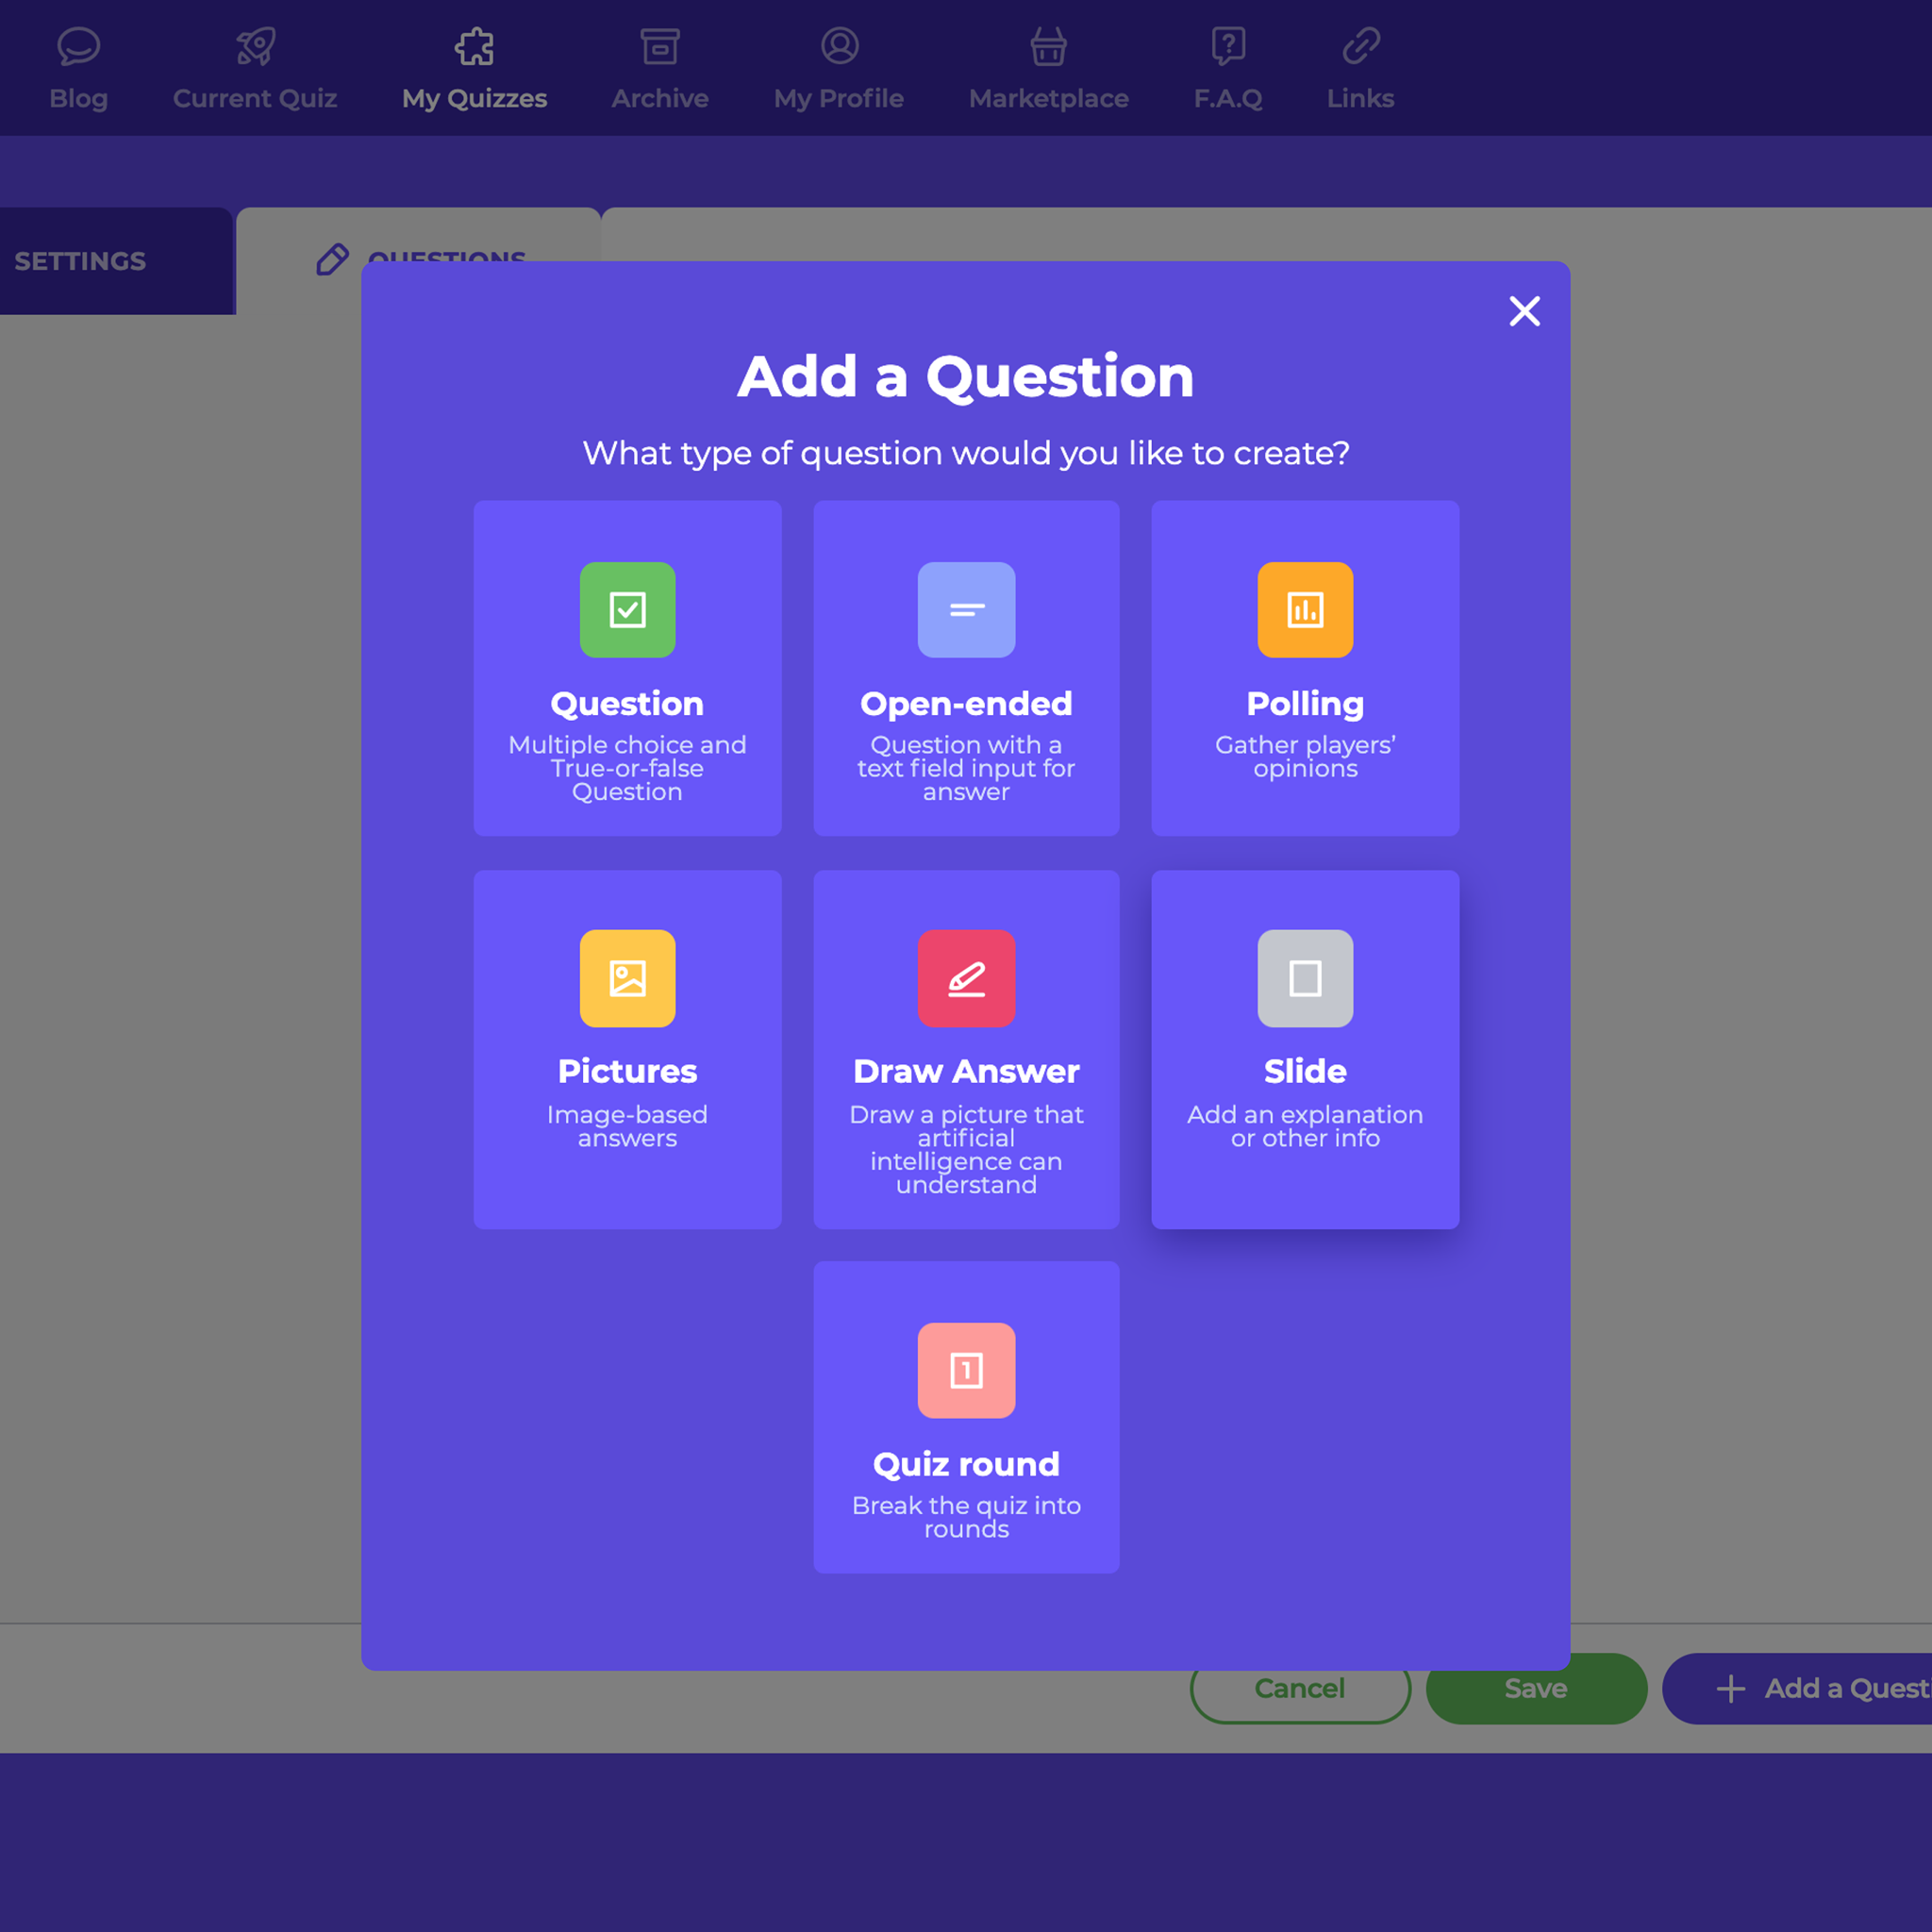 Blog Current Quiz My Quizzes Archive My Profile Marketplace F.A.Q Links
SETTINGS QUESTIONS
Add a Question
What type of question would you like to create?
Question
Multiple choice and
True-or-false
Question
Open-ended
Question with a
text field input for
answer
Polling
Gather players’
opinions
Pictures
Image-based
answers
Draw Answer
Draw a picture that
artificial
intelligence can
understand
Slide
Add an explanation
or other info
1
Quiz round
Break the quiz into
rounds
Cancel Save Add a Quest